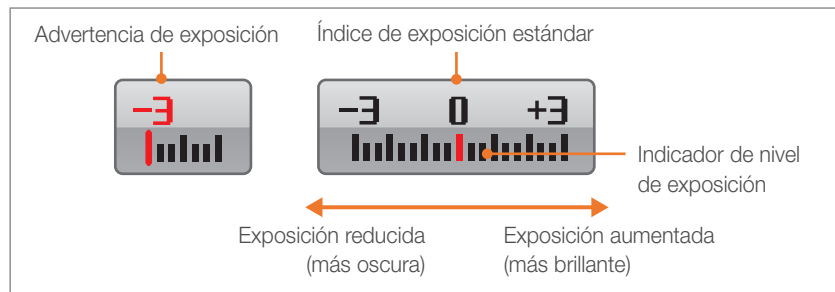 Advertencia de exposición
Índice de exposición estándar
-3
-3 0 +3
Indicador de nivel
de exposición
Exposición reducida
(más oscura)
Exposición aumentada
(más brillante)